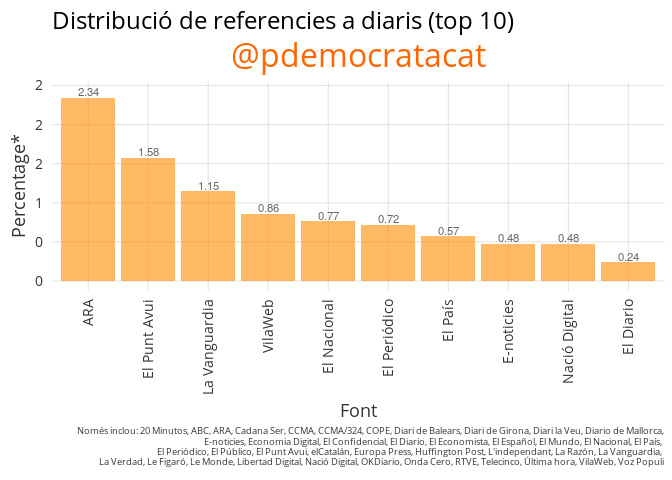 Distribució de referencies a diaris (top 10)
@pdemocratacat
Percentage*
2
2
2
1
0
0
2.34
1.58
1.15
0.86
0.77
0.72
0.57
0.48
0.48
0.24
ARA
El Punt Avui
La Vanguardia
VilaWeb
El Nacional
El Periódico
El País
E-noticies
Nació Digital
El Diario
Font
Només inclou: 20 Minutos, ABC, ARA, Cadana Ser, CCMA, CCMA/324, COPE, Diari de Balears, Diari de Girona, Diari la Veu, Diario de Mallorca,
E-noticies, Economia Digital, El Confidencial, El Diario, El Economista, El Español, El Mundo, El Nacional, El País,
El Periódico, El Público, El Punt Avui, elCatalán, Europa Press, Huffington Post, L'independant, La Razón, La Vanguardia,
La Verdad, Le Figaró, Le Monde, Libertad Digital, Nació Digital, OKDiario, Onda Cero, RTVE, Telecinco, Última hora, VilaWeb, Voz Populi